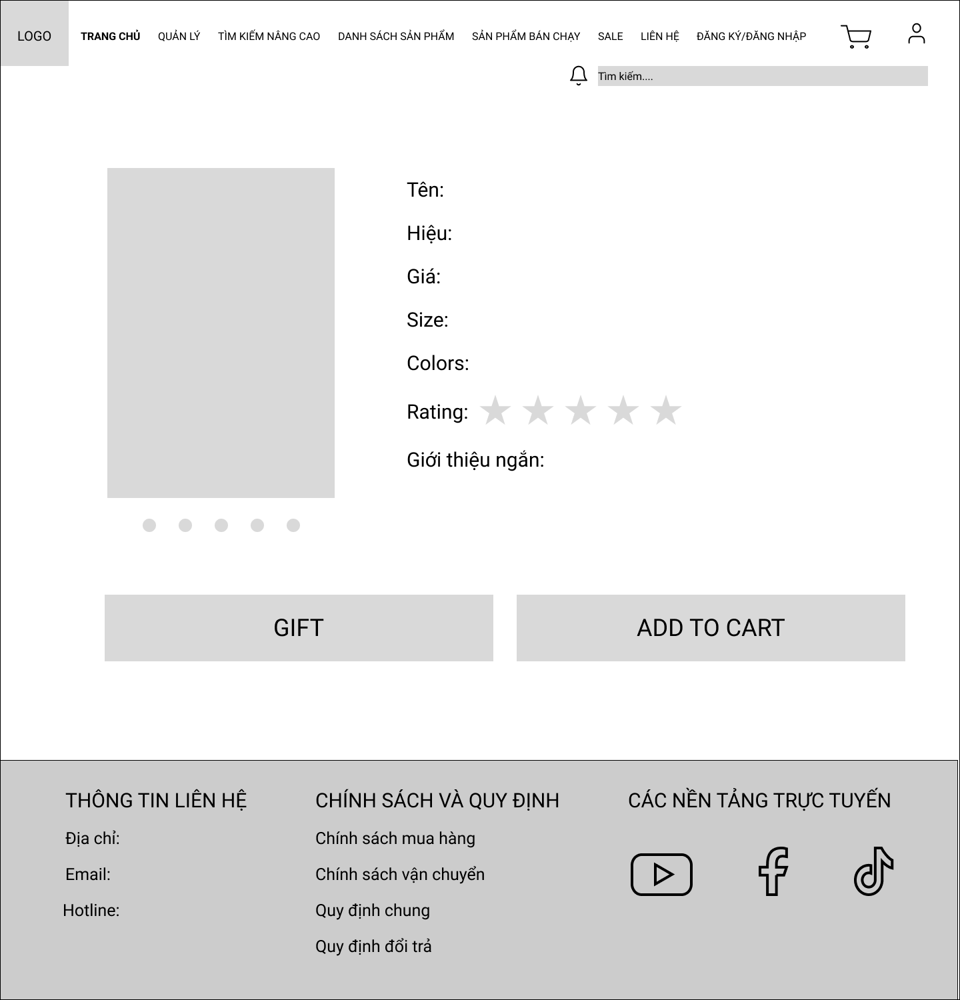 LOGO
TRANG CHỦ
QUẢN LÝ
TÌM KIẾM NÂNG CAO
DANH SÁCH SẢN PHẨM
SẢN PHẨM BÁN CHẠY
SALE
LIÊN HỆ
ĐĂNG KÝ/ĐĂNG NHẬP
Tìm kiếm....
Tên:
Hiệu:
Giá:
Size:
Colors:
Rating:
Giới thiệu ngắn:
GIFT
ADD TO CART
THÔNG TIN LIÊN HỆ
Địa chỉ:
Email:
Hotline:
CHÍNH SÁCH VÀ QUY ĐỊNH
Chính sách mua hàng
Chính sách vận chuyển
Quy định chung
Quy định đổi trả
CÁC NỀN TẢNG TRỰC TUYẾN